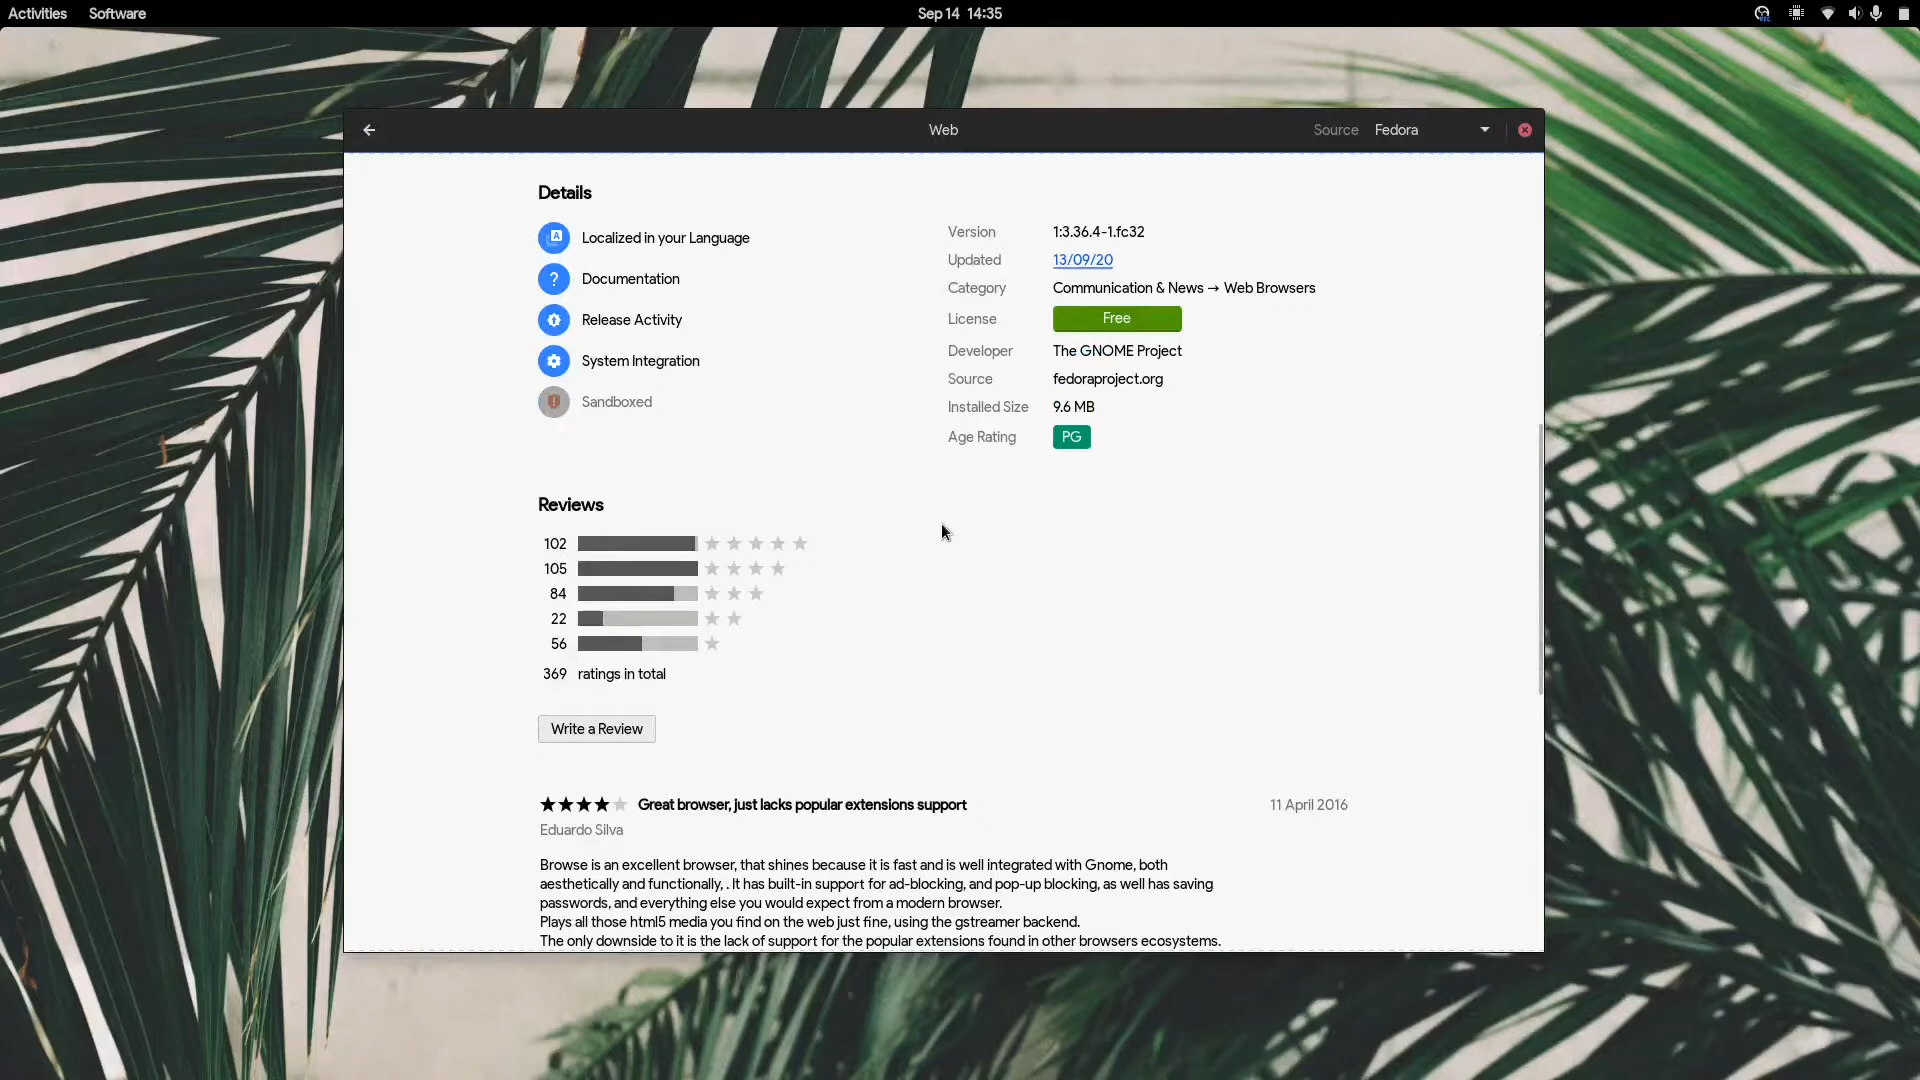 Activities Software Sep 14 14:35
Web Source Fedora
Details
Localized in your Language
Documentation
Release Activity
System Integration
Sandboxed
Version 1:3.36.4-1.fc32
Updated 13/09/20
Category Communication & News → Web Browsers
License Free
Developer The GNOME Project
Source fedoraproject.org
Installed Size 9.6 MB
Age Rating PG
Reviews
102
105
84
22
56
369 ratings in total
Write a Review
Great browser, just lacks popular extensions support 11 April 2016
Eduardo Silva
Browse is an excellent browser, that shines because it is fast and is well integrated with Gnome, both
aesthetically and functionally, . It has built-in support for ad-blocking, and pop-up blocking, as well has saving
passwords, and everything else you would expect from a modern browser.
Plays all those html5 media you find on the web just fine, using the gstreamer backend.
The only downside to it is the lack of support for the popular extensions found in other browsers ecosystems.